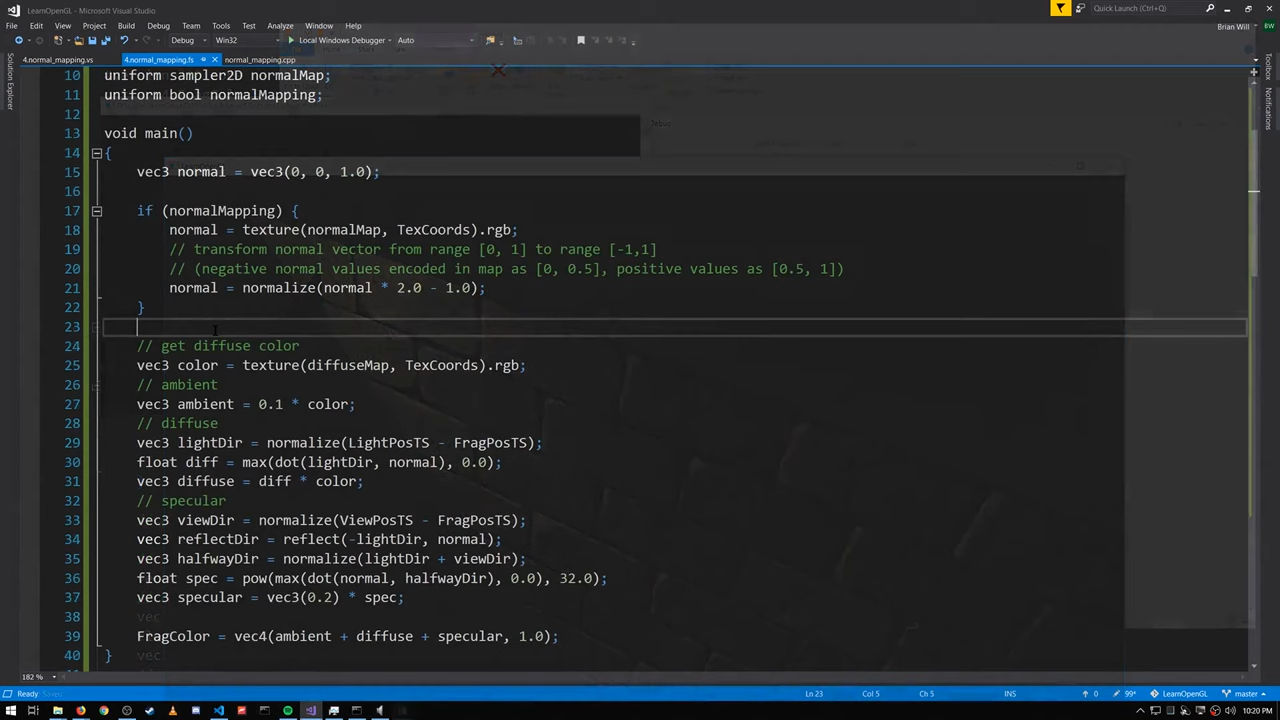 LearnOpenGL - Microsoft Visual Studio
Quick Launch (Ctrl+Q)
File Edit View Project Build Debug Team Tools Test Analyze Window Help
Brian Will
Debug Win32 Local Windows Debugger Auto
4.normal_mapping.vs 4.normal_mapping.fs normal_mapping.cpp
Solution Explorer
Toolbox
Notifications
10 uniform sampler2D normalMap;
11 uniform bool normalMapping;
12
13 void main()
14 {
15 vec3 normal = vec3(0, 0, 1.0);
16
17 if (normalMapping) {
18 normal = texture(normalMap, TexCoords).rgb;
19 // transform normal vector from range [0, 1] to range [-1,1]
20 // (negative normal values encoded in map as [0, 0.5], positive values as [0.5, 1])
21 normal = normalize(normal * 2.0 - 1.0);
22 }
23
24 // get diffuse color
25 vec3 color = texture(diffuseMap, TexCoords).rgb;
26 // ambient
27 vec3 ambient = 0.1 * color;
28 // diffuse
29 vec3 lightDir = normalize(LightPosTS - FragPosTS);
30 float diff = max(dot(lightDir, normal), 0.0);
31 vec3 diffuse = diff * color;
32 // specular
33 vec3 viewDir = normalize(ViewPosTS - FragPosTS);
34 vec3 reflectDir = reflect(-lightDir, normal);
35 vec3 halfwayDir = normalize(lightDir + viewDir);
36 float spec = pow(max(dot(normal, halfwayDir), 0.0), 32.0);
37 vec3 specular = vec3(0.2) * spec;
38 vec
39 FragColor = vec4(ambient + diffuse + specular, 1.0);
40 } vec
182 %
Saved Ln 23 Col 5 Ch 5 INS 0 99+ LearnOpenGL master
10:20 PM